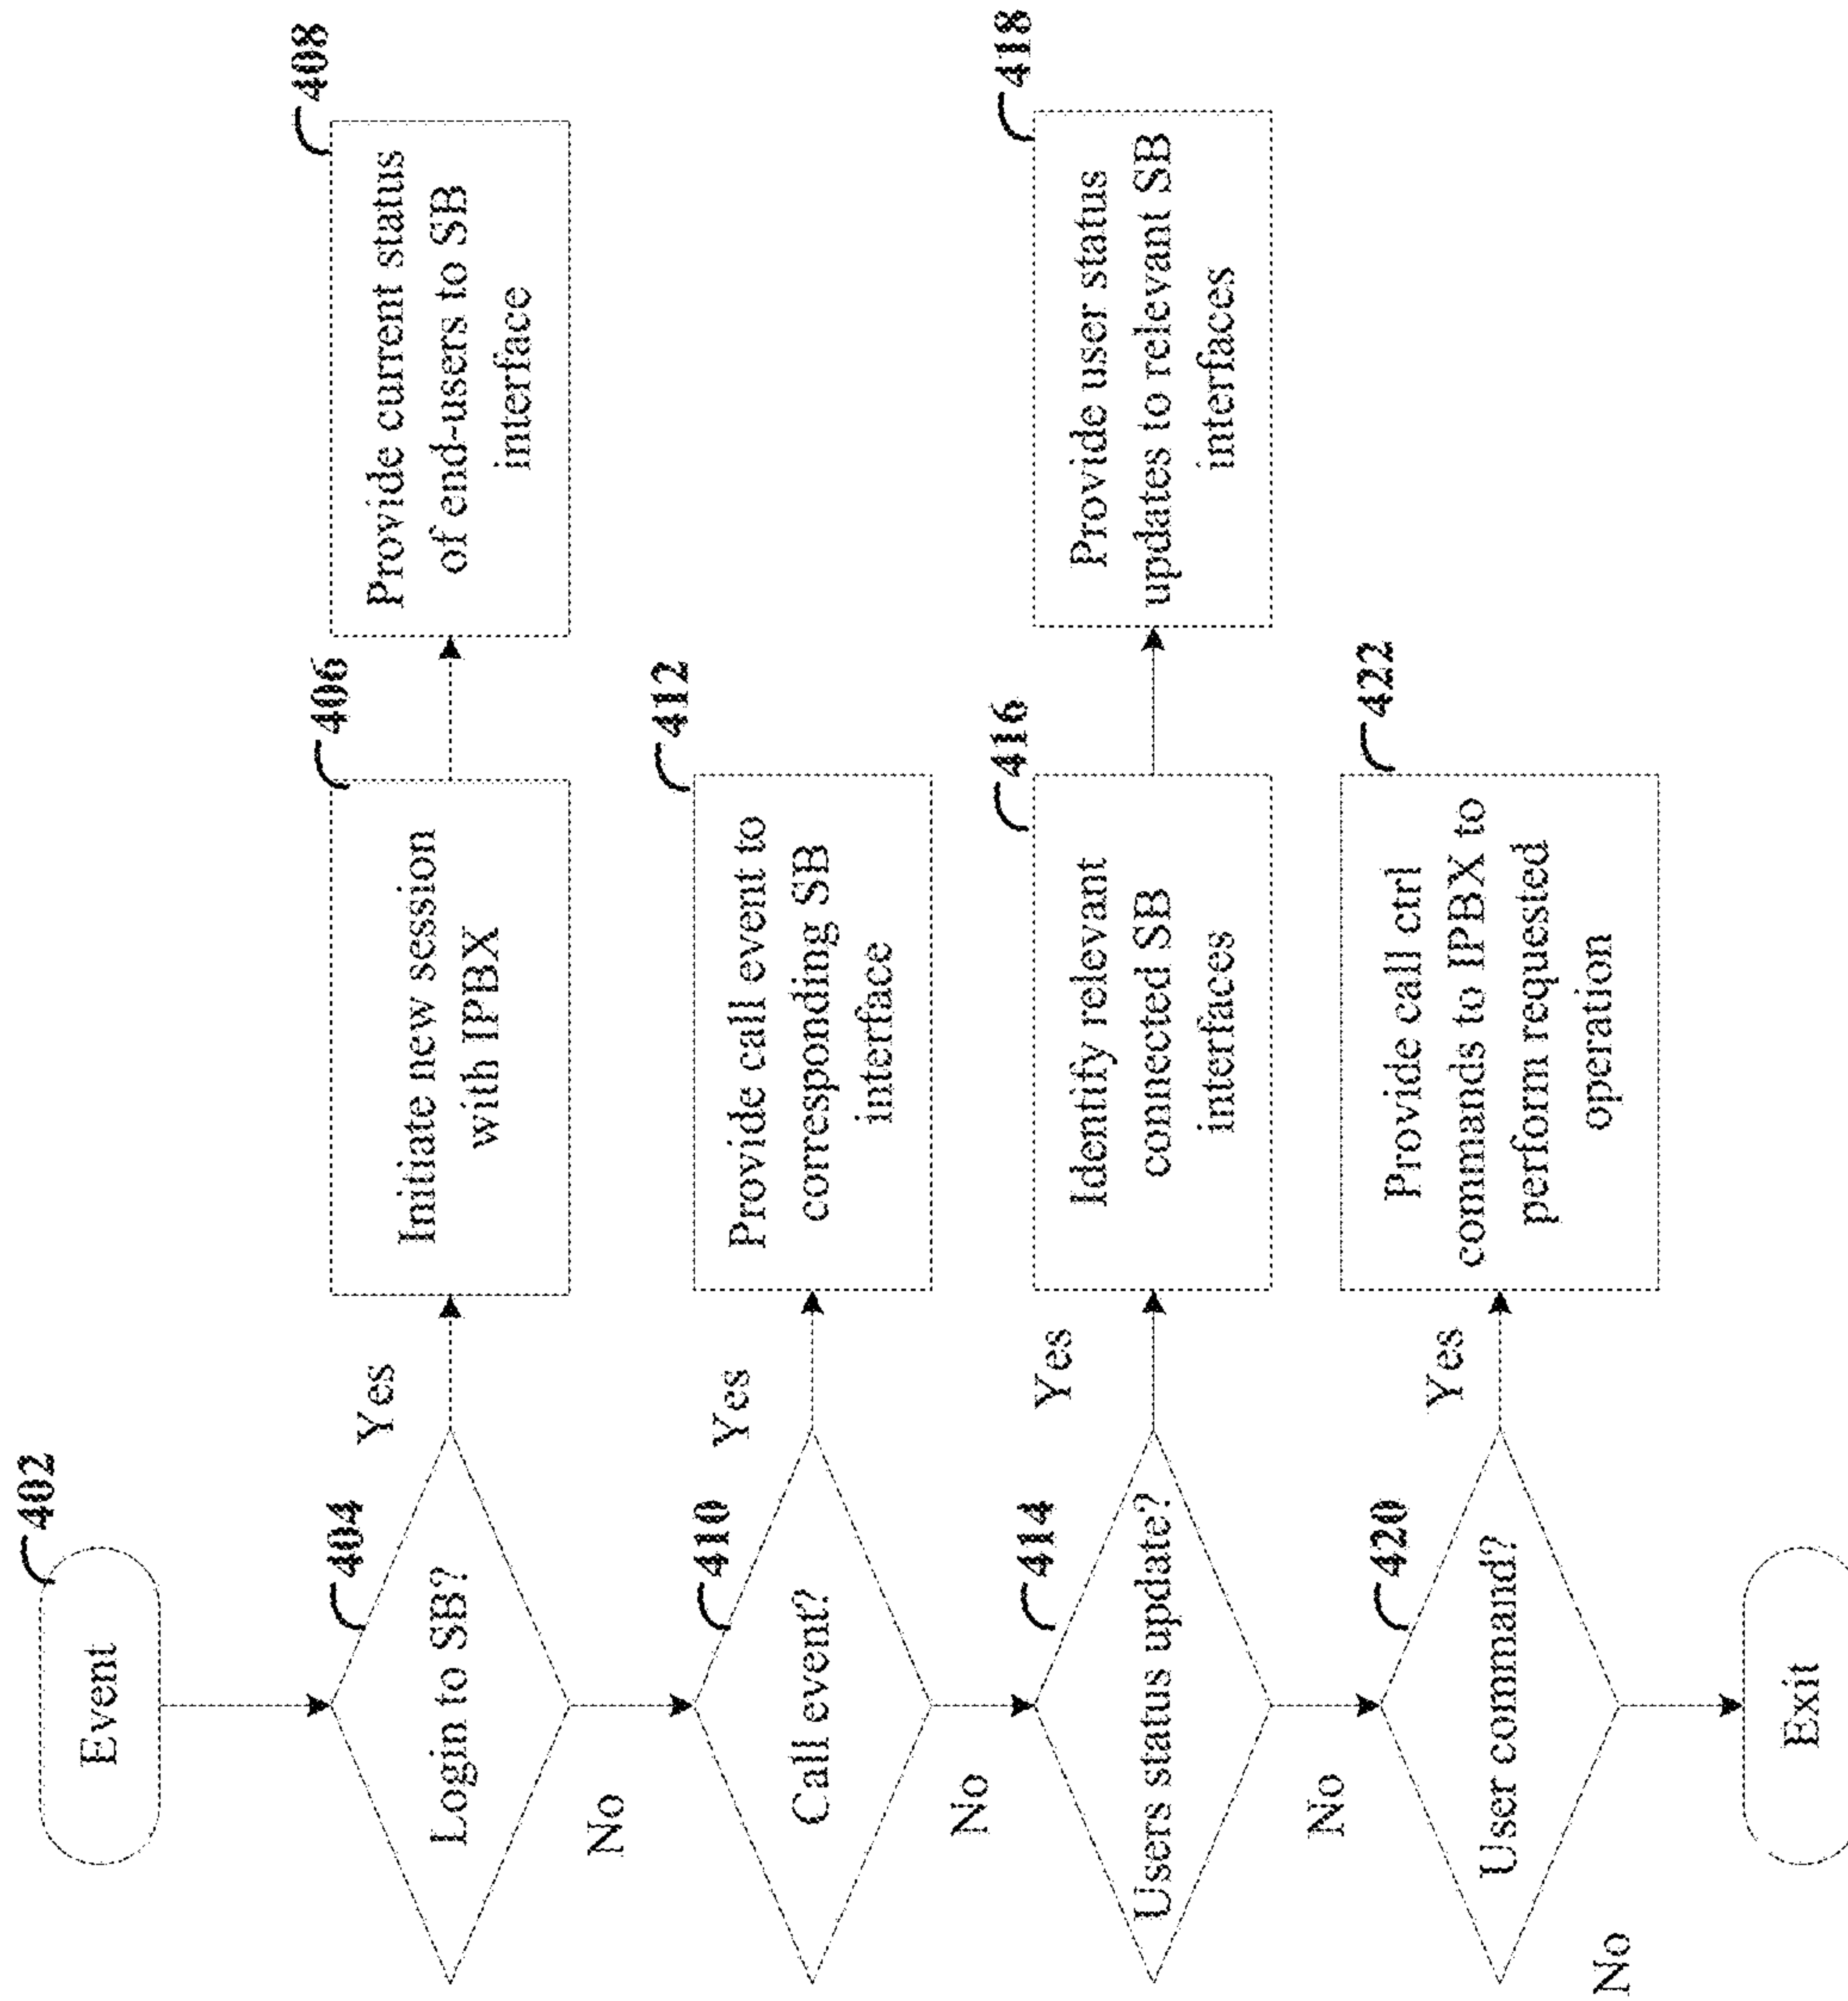 402
Event
404
Login to SB?
Yes
No
406
Initiate new session
with IPBX
408
Provide current status
of end-users to SB
interface
410
Call event?
Yes
No
412
Provide call event to
corresponding SB
interface
414
Users status update?
Yes
No
416
Identify relevant
connected SB
interfaces
418
Provide user status
updates to relevant SB
interfaces
420
User command?
Yes
No
422
Provide call ctrl
commands to IPBX to
perform requested
operation
Exit